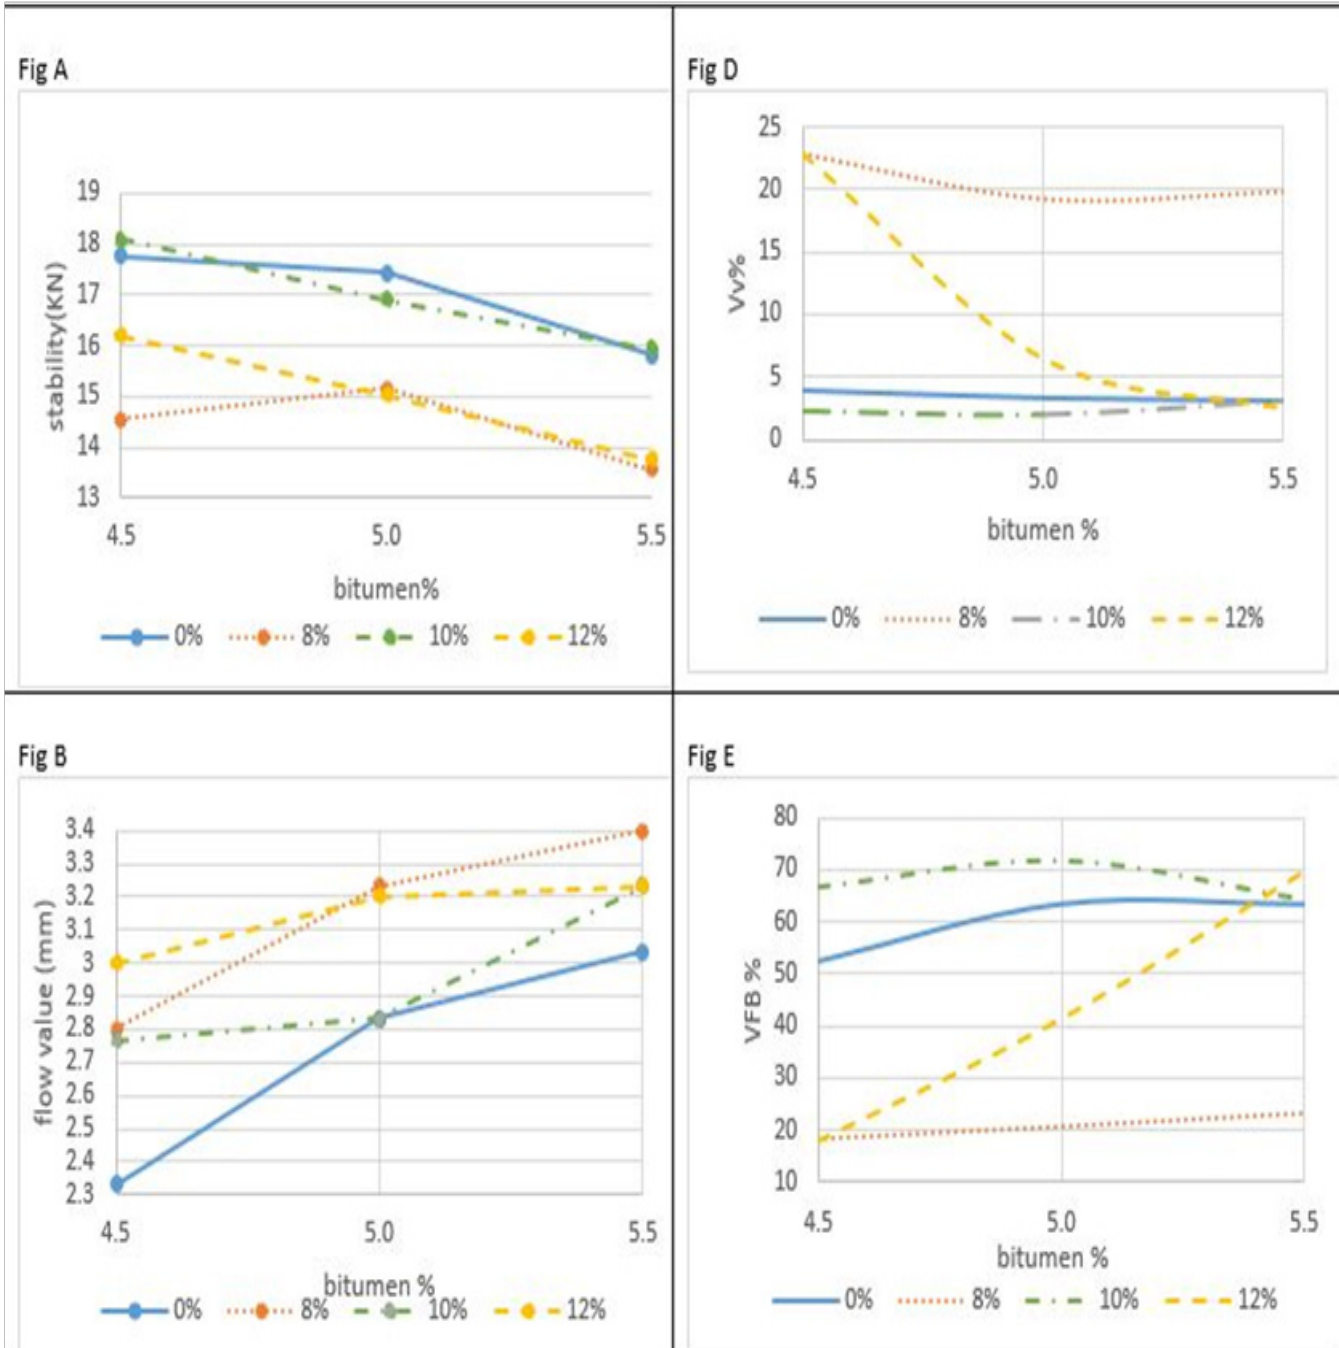 Fig A
19
18
17
16
15
14
13
stability(KN)
4.5 5.0 5.5
bitumen%
0% 8% 10% 12%
Fig D
25
20
15
10
5
0
Vv%
4.5 5.0 5.5
bitumen %
0% 8% 10% 12%
Fig B
3.4
3.3
3.2
3.1
3
2.9
2.8
2.7
2.6
2.5
2.4
2.3
flow value (mm)
4.5 5.0 5.5
bitumen %
0% 8% 10% 12%
Fig E
80
70
60
50
40
30
20
10
VFB %
4.5 5.0 5.5
bitumen %
0% 8% 10% 12%